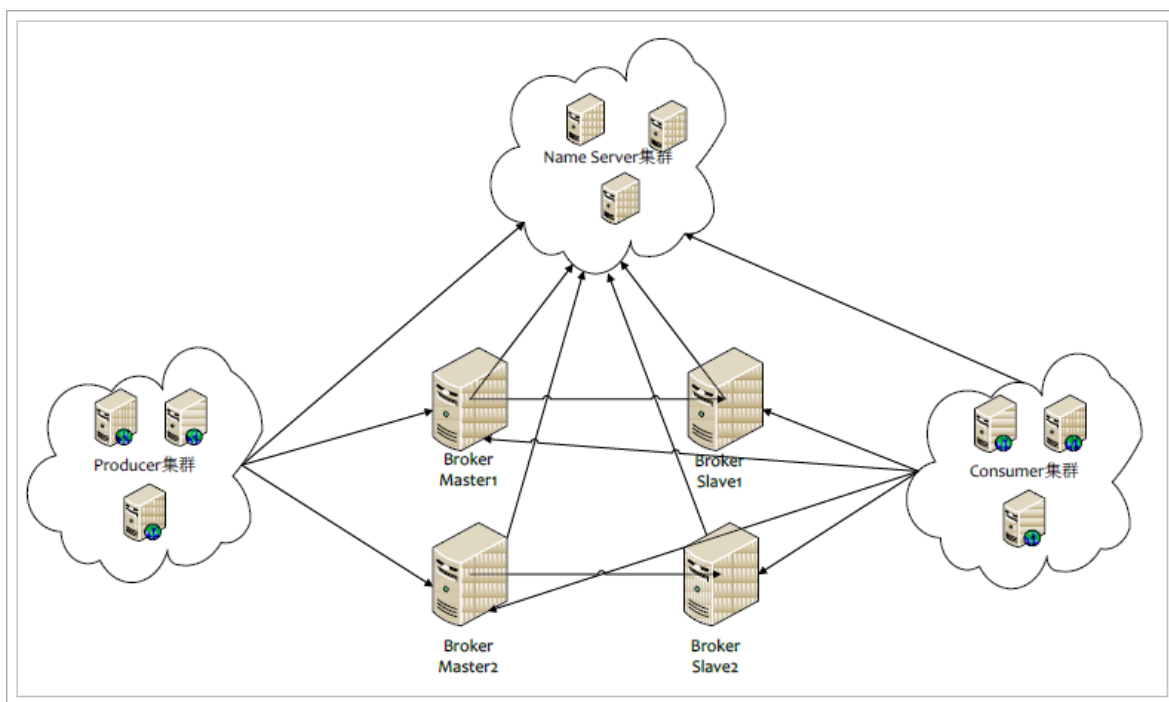 Name Server集群
Producer集群
Broker
Master1
Broker
Slave1
Consumer集群
Broker
Master2
Broker
Slave2